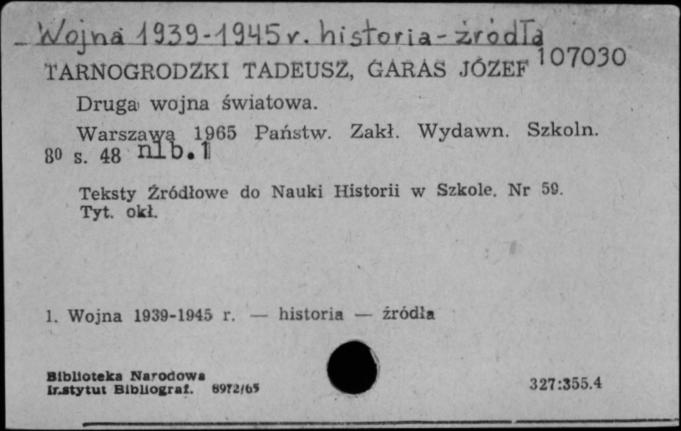 Wojna 1939-1945 r. historia - źródła
107030
TARNOGRODZKI TADEUSZ, GARAS JÓZEF
Druga wojna światowa.
Warszawa 1965 Państw. Zakł. Wydawn. Szkoln.
8⁰ s. 48 nlb. 1
Teksty Źródłowe do Nauki Historii w Szkole. Nr 59.
Tyt. okł.
1. Wojna 1939-1945 r. — historia — źródła
Biblioteka Narodowa
Instytut Bibliograf. 8972/65
327:355.4